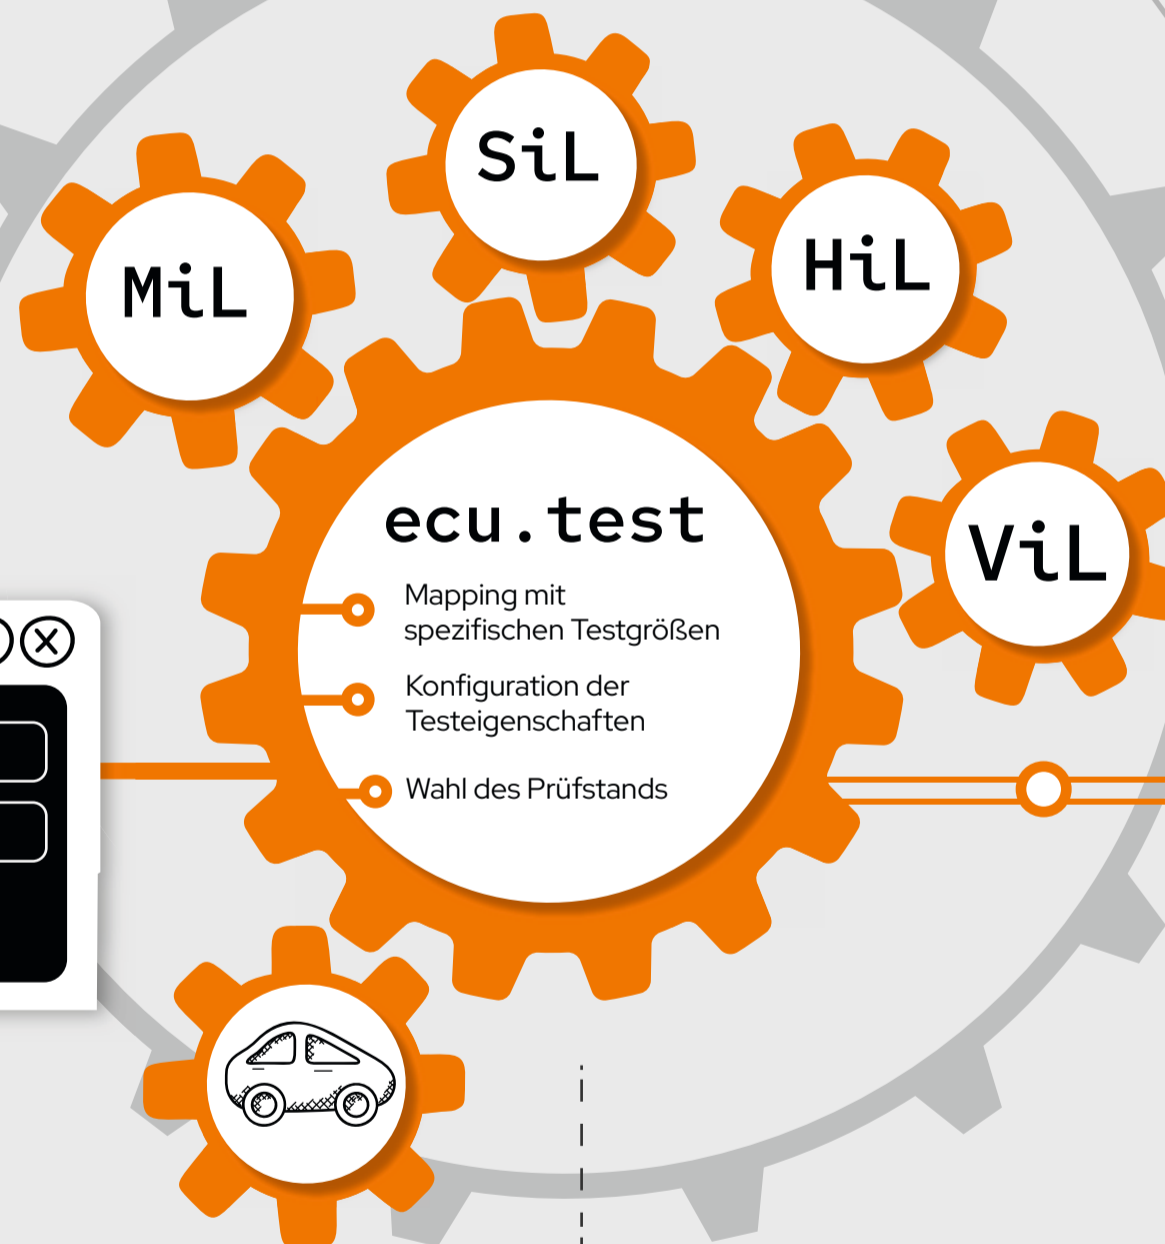 SiL
MiL
HiL
ViL
ecu.test
Mapping mit
spezifischen Testgrößen
Konfiguration der
Testeigenschaften
Wahl des Prüfstands